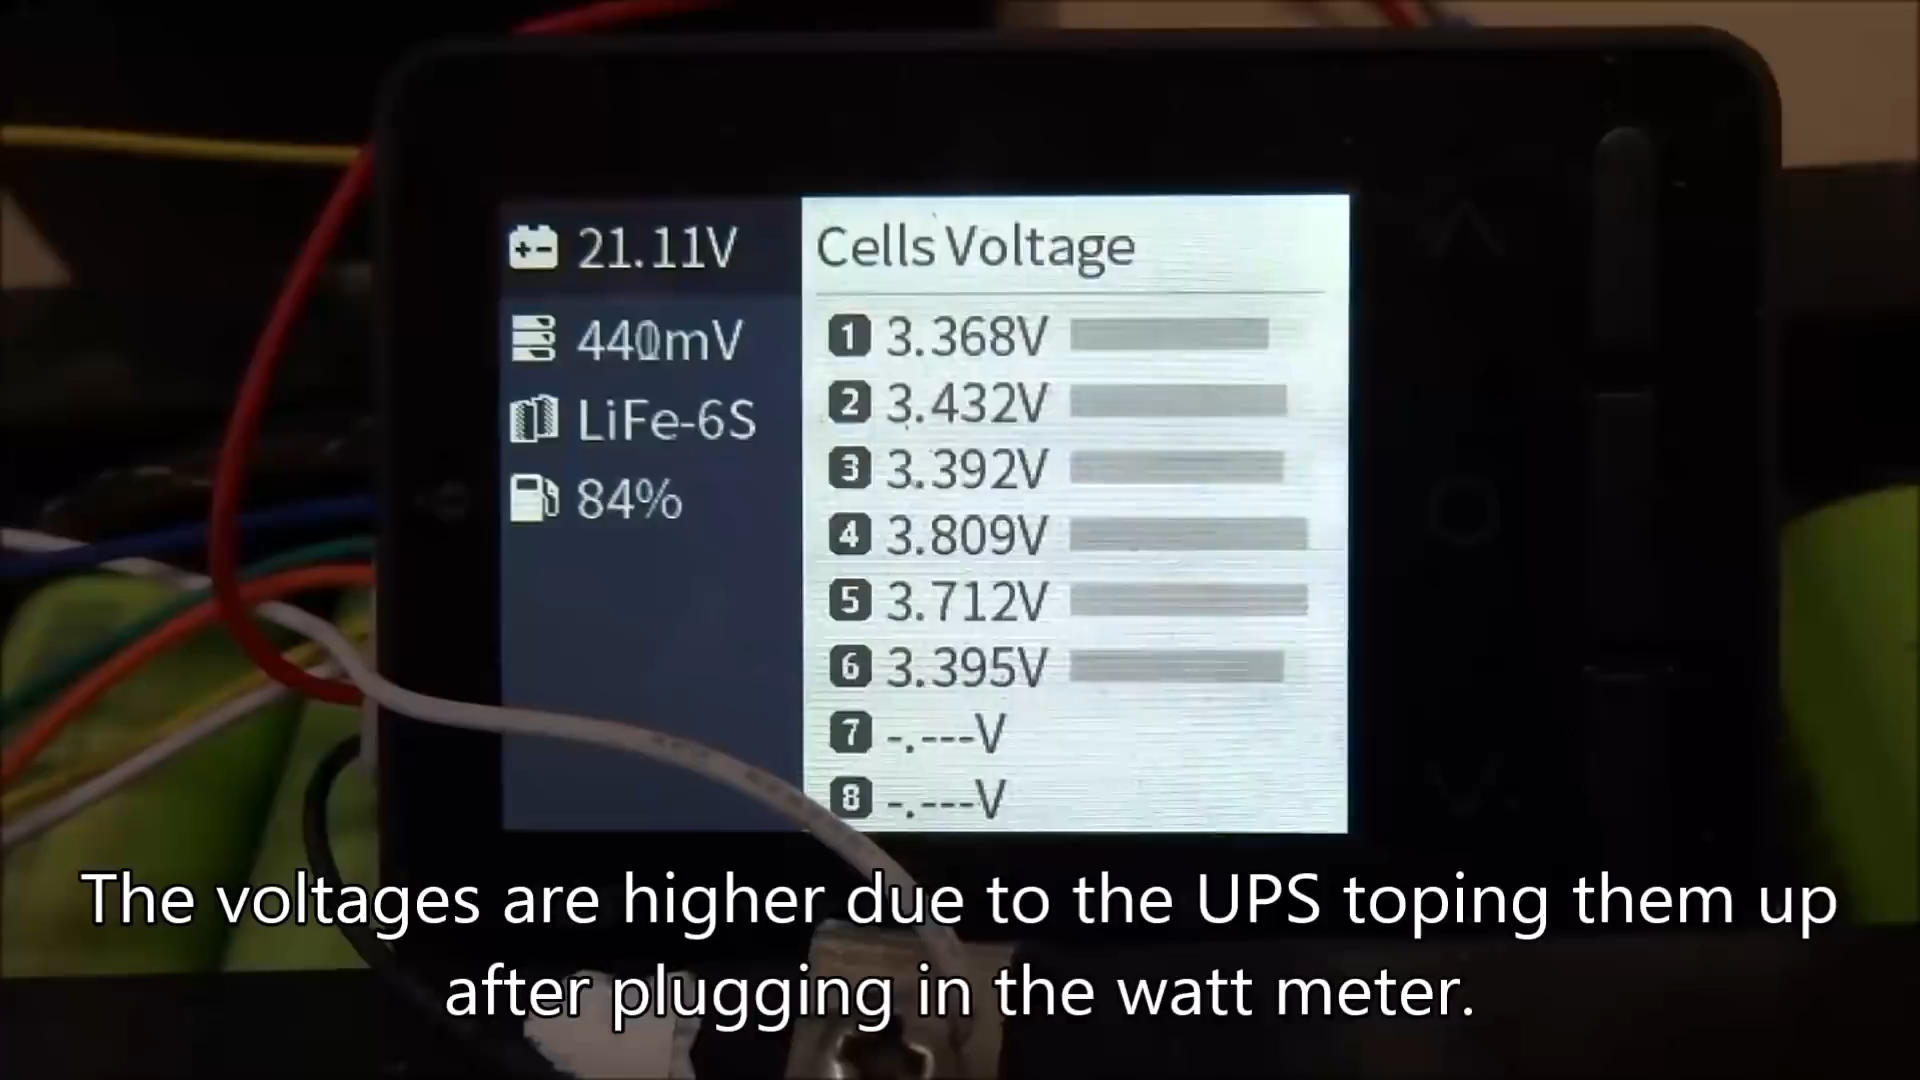 21.11V
440mV
LiFe-6S
84%
Cells Voltage
1 3.368V
2 3.432V
3 3.392V
4 3.809V
5 3.712V
6 3.395V
7 -.---V
8 -.---V
The voltages are higher due to the UPS toping them up
after plugging in the watt meter.